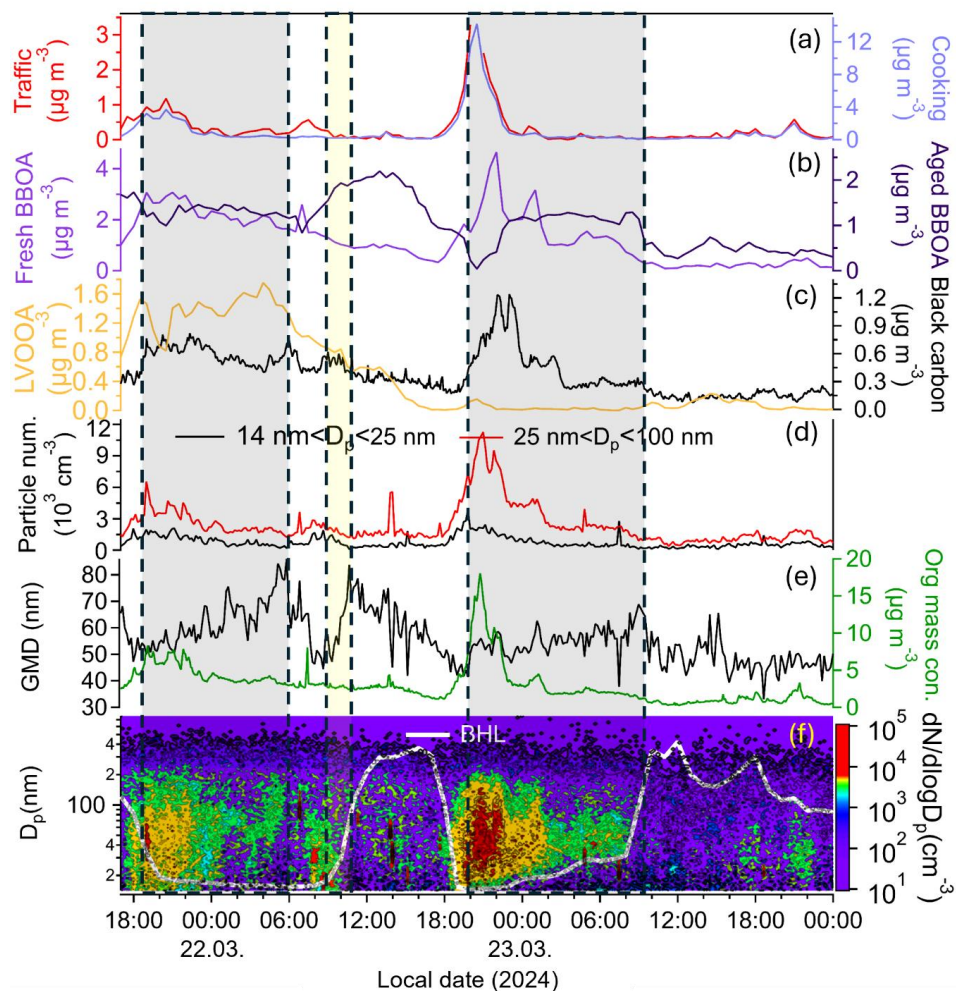 (a)
Traffic
(µg m⁻³)
3
2
1
0
12
8
4
0
Cooking
(µg m⁻³)
(b)
Fresh BBOA
(µg m⁻³)
4
2
0
2
1
0
Aged BBOA
(µg m⁻³)
(c)
LVOOA
(µg m⁻³)
1.6
1.2
0.8
0.4
0.0
1.2
0.9
0.6
0.3
0.0
Black carbon
(µg m⁻³)
(d)
14 nm<Dₚ<25 nm
25 nm<Dₚ<100 nm
Particle num.
(10³ cm⁻³)
12
9
6
3
0
(e)
GMD (nm)
80
70
60
50
40
30
20
15
10
5
0
Org mass con.
(µg m⁻³)
(f)
BHL
Dₚ(nm)
4
2
100
4
2
10⁵
10⁴
10³
10²
10¹
dN/dlogDₚ(cm⁻³)
18:00 00:00 06:00 12:00 18:00 00:00 06:00 12:00 18:00 00:00
22.03. 23.03.
Local date (2024)